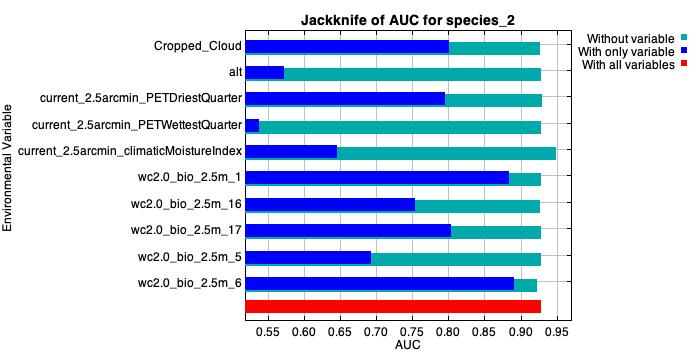 Jackknife of AUC for species_2
Without variable
With only variable
With all variables
Environmental Variable
Cropped_Cloud
alt
current_2.5arcmin_PETDriestQuarter
current_2.5arcmin_PETWettestQuarter
current_2.5arcmin_climaticMoistureIndex
wc2.0_bio_2.5m_1
wc2.0_bio_2.5m_16
wc2.0_bio_2.5m_17
wc2.0_bio_2.5m_5
wc2.0_bio_2.5m_6
0.55 0.60 0.65 0.70 0.75 0.80 0.85 0.90 0.95
AUC